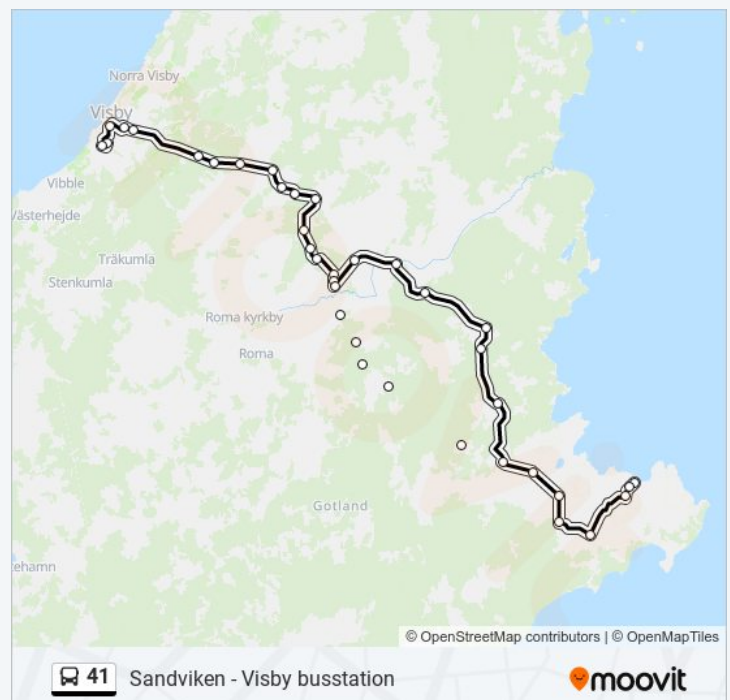 Norra Visby
Visby
Vibble
Västerhejde
Träkumla
Stenkumla
Roma kyrkby
Roma
Gotland
ehamn
© OpenStreetMap contributors | © OpenMapTiles
41 Sandviken - Visby busstation
moovit